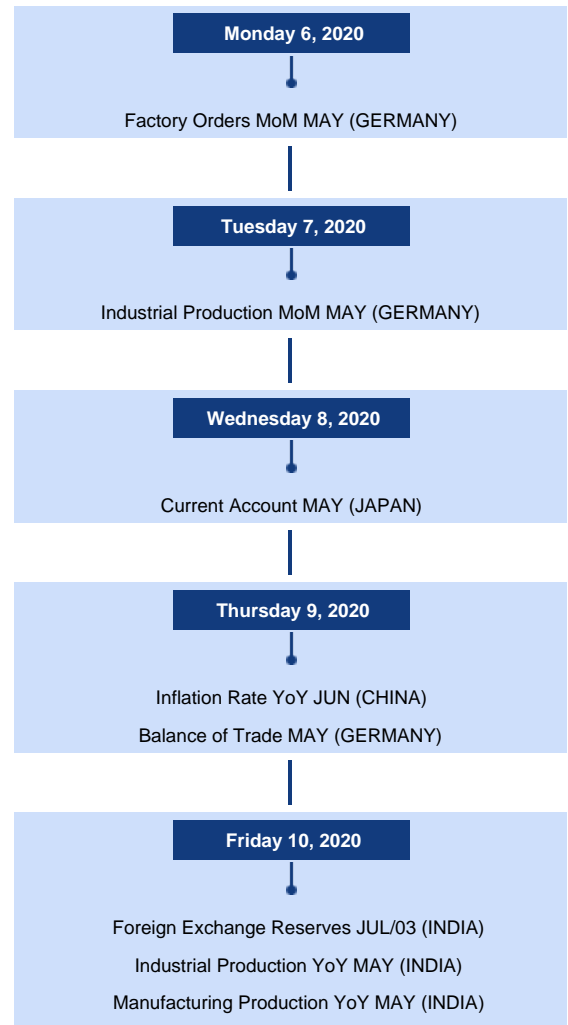 Monday 6, 2020
Factory Orders MoM MAY (GERMANY)
Tuesday 7, 2020
Industrial Production MoM MAY (GERMANY)
Wednesday 8, 2020
Current Account MAY (JAPAN)
Thursday 9, 2020
Inflation Rate YoY JUN (CHINA)
Balance of Trade MAY (GERMANY)
Friday 10, 2020
Foreign Exchange Reserves JUL/03 (INDIA)
Industrial Production YoY MAY (INDIA)
Manufacturing Production YoY MAY (INDIA)